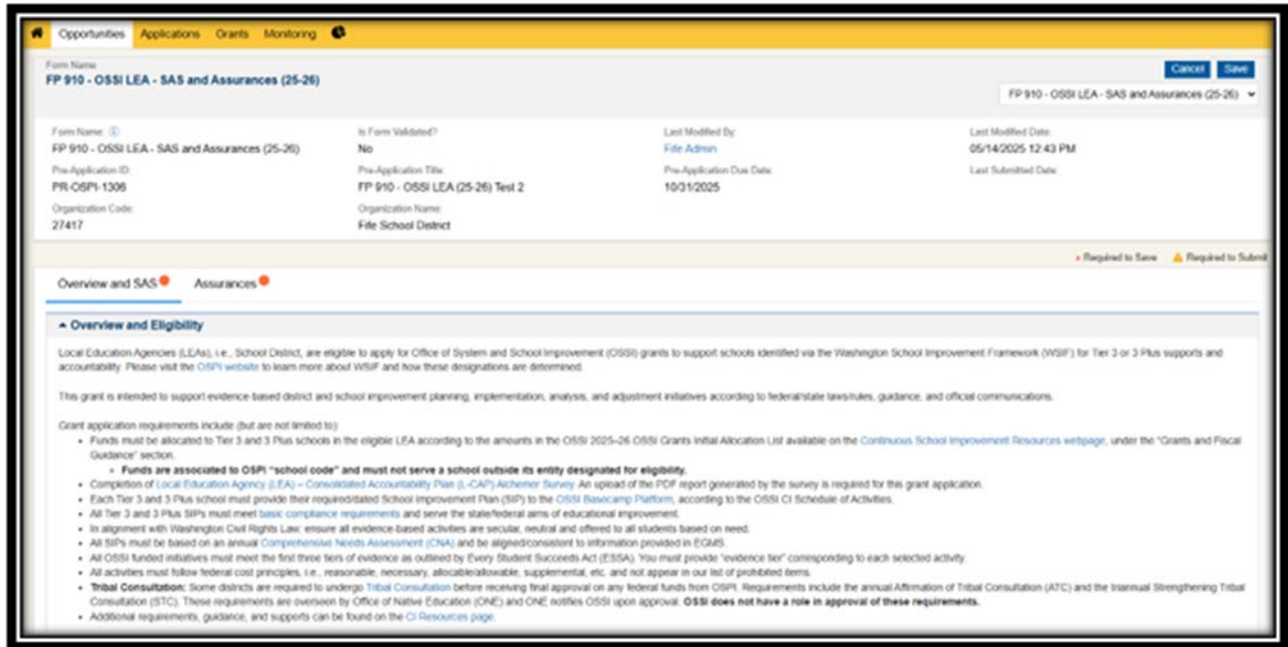 Opportunities Applications Grants Monitoring
Form Name
FP 910 - OSSI LEA - SAS and Assurances (25-26)
Cancel Save
FP 910 - OSSI LEA - SAS and Assurances (25-26)
Form Name: Is Form Validated? Last Modified By: Last Modified Date:
FP 910 - OSSI LEA - SAS and Assurances (25-26) No Fife Admin 05/14/2025 12:43 PM
Pre-Application ID: Pre-Application Title: Pre-Application Due Date: Last Submitted Date:
PR-OSPI-1306 FP 910 - OSSI LEA (25-26) Test 2 10/31/2025
Organization Code: Organization Name:
27417 Fife School District
Required to Save Required to Submit
Overview and SAS Assurances
Overview and Eligibility
Local Education Agencies (LEAs), i.e., School District, are eligible to apply for Office of System and School Improvement (OSSI) grants to support schools identified via the Washington School Improvement Framework (WSIF) for Tier 3 or 3 Plus supports and
accountability. Please visit the OSPI website to learn more about WSIF and how these designations are determined.
This grant is intended to support evidence based district and school improvement planning, implementation, analysis, and adjustment initiatives according to federal/state laws/rules, guidance, and official communications.
Grant application requirements include (but are not limited to):
• Funds must be allocated to Tier 3 and 3 Plus schools in the eligible LEA according to the amounts in the OSSI 2025–26 OSSI Grants Initial Allocation List available on the Continuous School Improvement Resources webpage, under the "Grants and Fiscal
Guidance" section.
• Funds are associated to OSPI "school code" and must not serve a school outside its entity designated for eligibility.
• Completion of Local Education Agency (LEA) – Consolidated Accountability Plan (L-CAP) Alchemer Survey. An upload of the PDF report generated by the survey is required for this grant application.
• Each Tier 3 and 3 Plus school must provide their required/dated School Improvement Plan (SIP) to the OSSI Basecamp Platform, according to the OSSI CI Schedule of Activities.
• All Tier 3 and 3 Plus SIPs must meet basic compliance requirements and serve the state/federal aims of educational improvement.
• In alignment with Washington Civil Rights Law: ensure all evidence-based activities are secular, neutral and offered to all students based on need.
• All SIPs must be based on an annual Comprehensive Needs Assessment (CNA) and be aligned/consistent to information provided in EGMS.
• All OSSI funded initiatives must meet the first three tiers of evidence as outlined by Every Student Succeeds Act (ESSA). You must provide "evidence tier" corresponding to each selected activity.
• All activities must follow federal cost principles, i.e., reasonable, necessary, allocable/allowable, supplemental, etc. and not appear in our list of prohibited items.
• Tribal Consultation: Some districts are required to undergo Tribal Consultation before receiving final approval on any federal funds from OSPI. Requirements include the annual Affirmation of Tribal Consultation (ATC) and the triannual Strengthening Tribal
Consultation (STC). These requirements are overseen by Office of Native Education (ONE) and ONE notifies OSSI upon approval. OSSI does not have a role in approval of these requirements.
• Additional requirements, guidance, and supports can be found on the CI Resources page.